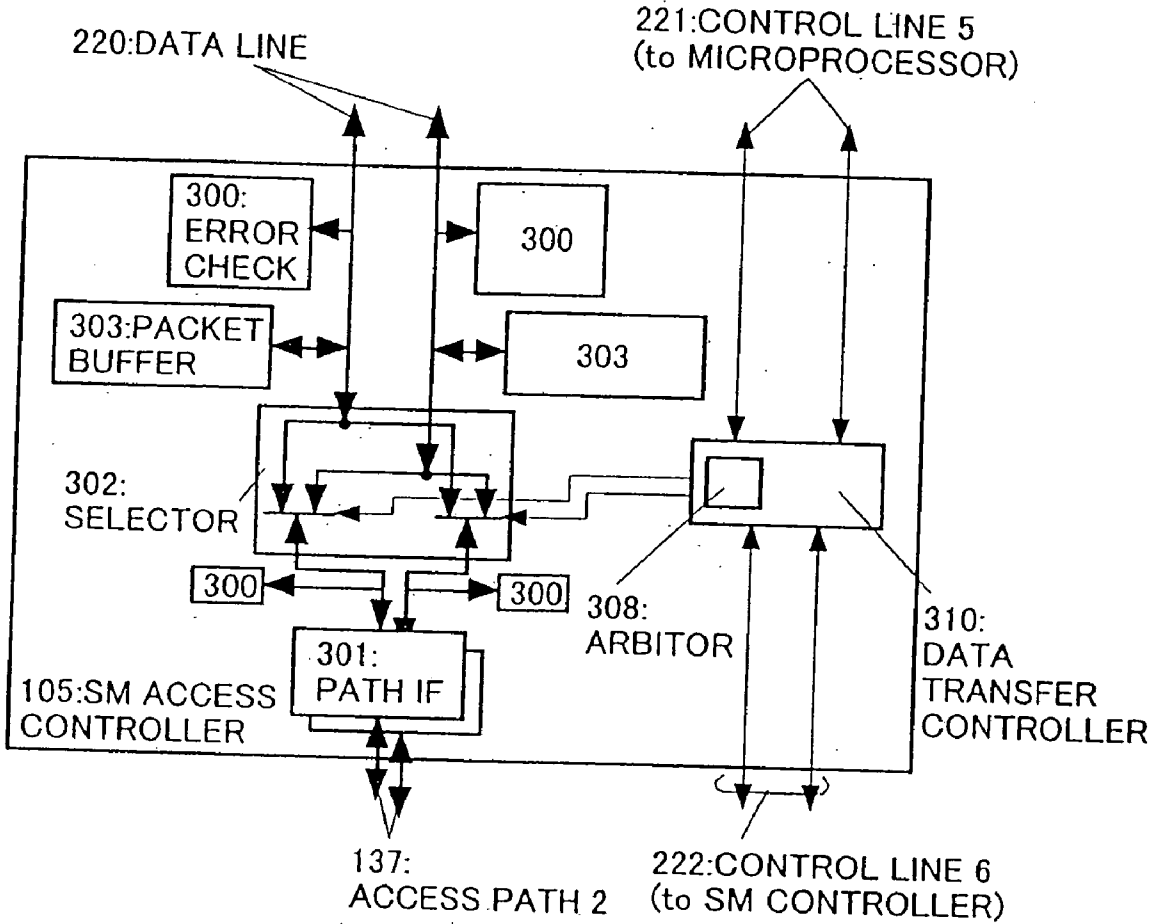 220:DATA LINE
221:CONTROL LINE 5
(to MICROPROCESSOR)
300:
ERROR
CHECK
300
303:PACKET
BUFFER
303
302:
SELECTOR
300
300
308:
ARBITOR
310:
DATA
TRANSFER
CONTROLLER
301:
PATH IF
105:SM ACCESS
CONTROLLER
137:
ACCESS PATH 2
222:CONTROL LINE 6
(to SM CONTROLLER)